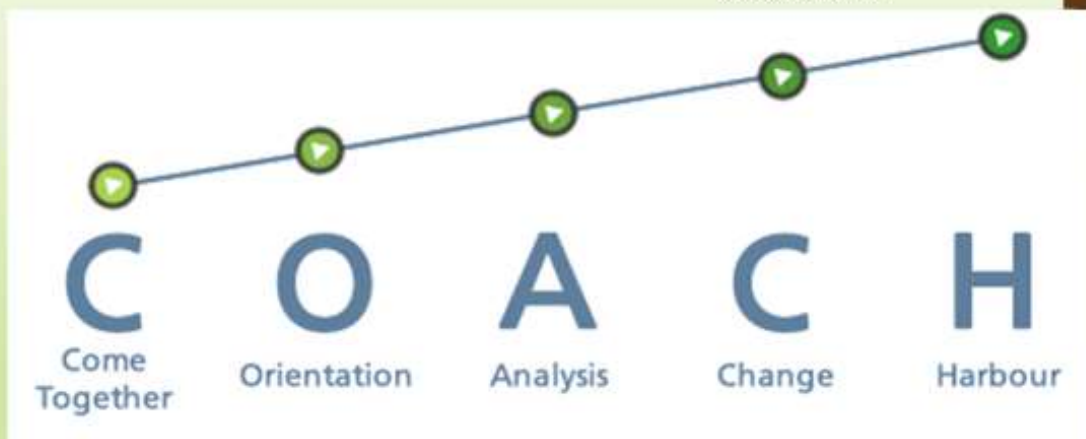 C O A C H
Come
Together
Orientation
Analysis
Change
Harbour